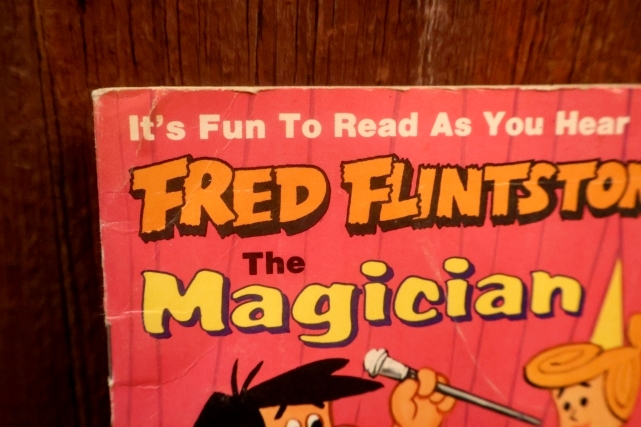 It's Fun To Read As You Hear
FRED FLINTSTON
The
Magician